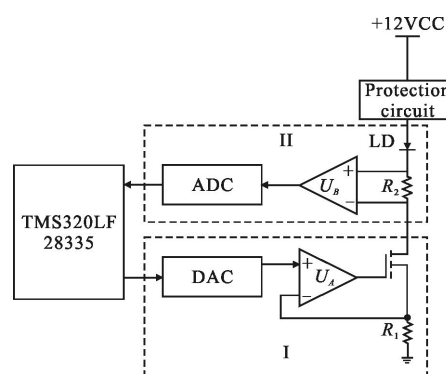 +12VCC
Protection
circuit
II
LD
ADC
+
U_B
−
R_2
TMS320LF
28335
DAC
+
U_A
−
R_1
I